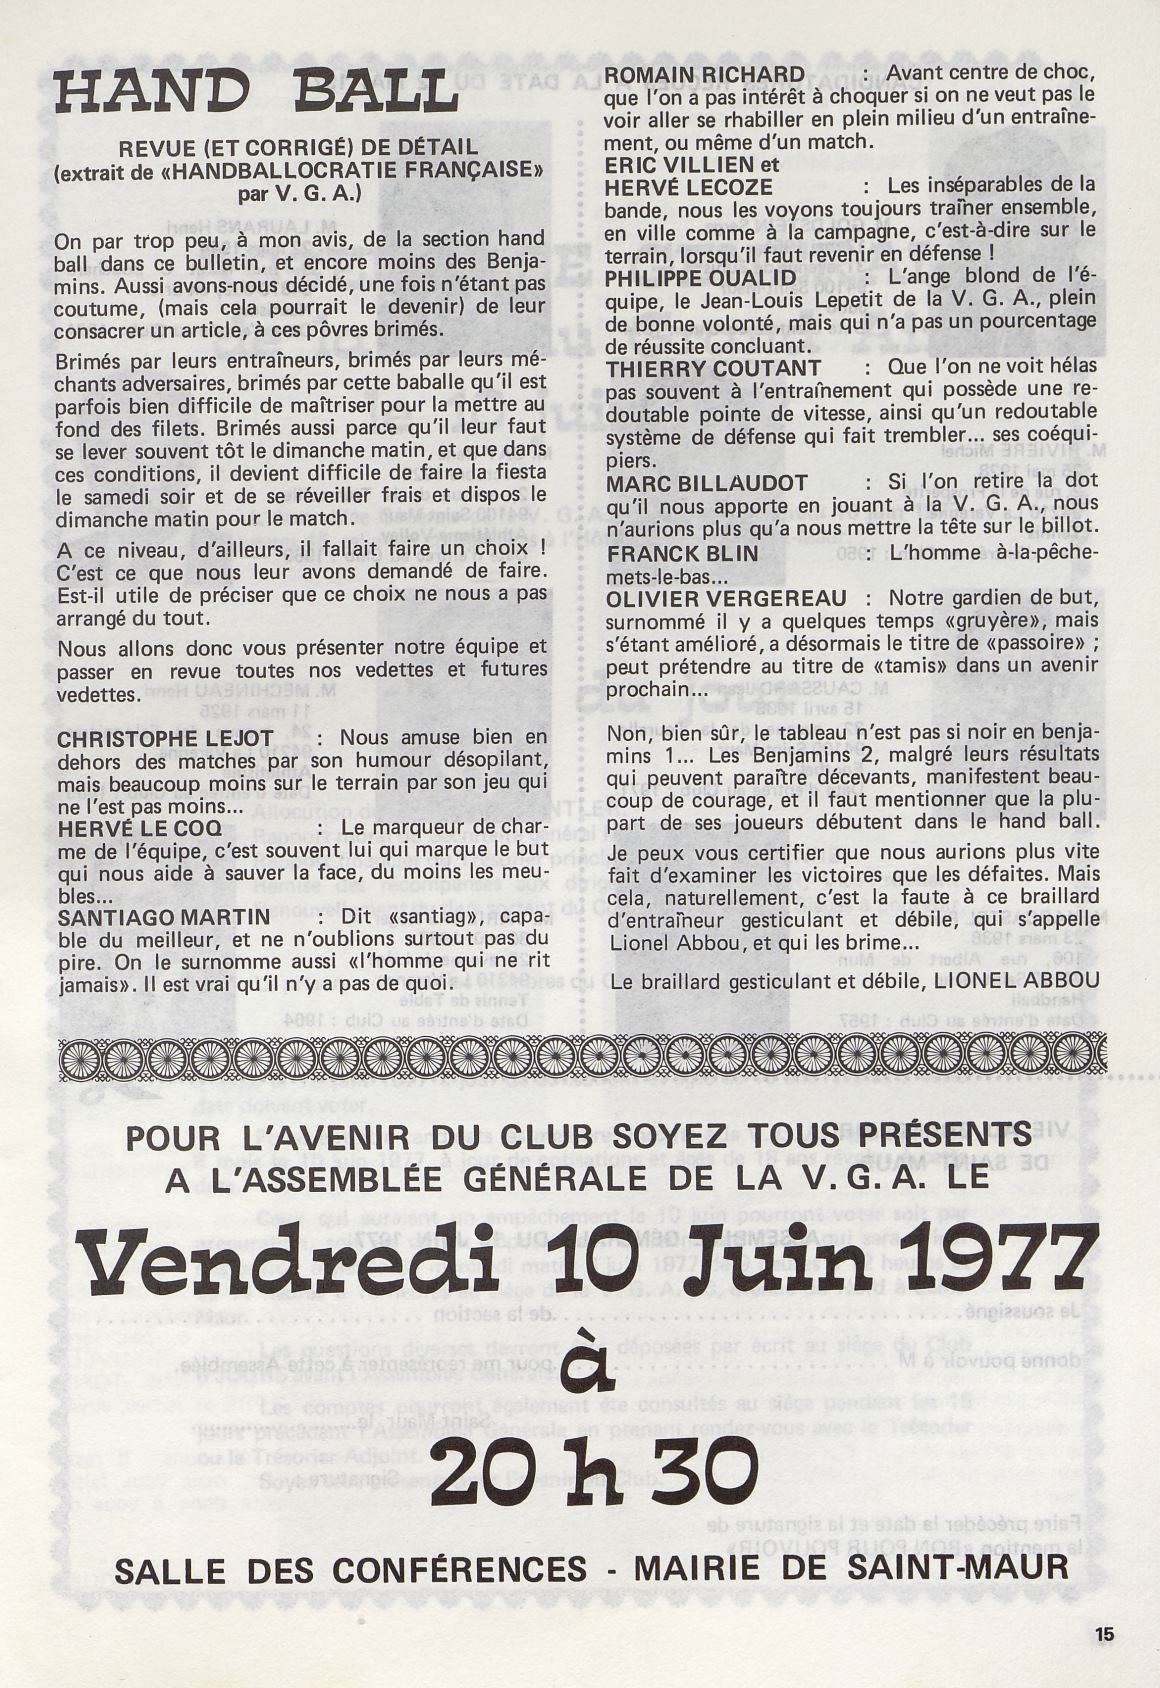 HAND BALL
REVUE (ET CORRIGÉ) DE DÉTAIL
(extrait de «HANDBALLOCRATIE FRANÇAISE»
par V. G. A.)
On par trop peu, à mon avis, de la section hand
ball dans ce bulletin, et encore moins des Benja-
mins. Aussi avons-nous décidé, une fois n'étant pas
coutume, (mais cela pourrait le devenir) de leur
consacrer un article, à ces pôvres brimés.
Brimés par leurs entraîneurs, brimés par leurs mé-
chants adversaires, brimés par cette baballe qu'il est
parfois bien difficile de maîtriser pour la mettre au
fond des filets. Brimés aussi parce qu'il leur faut
se lever souvent tôt le dimanche matin, et que dans
ces conditions, il devient difficile de faire la fiesta
le samedi soir et de se réveiller frais et dispos le
dimanche matin pour le match.
A ce niveau, d'ailleurs, il fallait faire un choix !
C'est ce que nous leur avons demandé de faire.
Est-il utile de préciser que ce choix ne nous a pas
arrangé du tout.
Nous allons donc vous présenter notre équipe et
passer en revue toutes nos vedettes et futures
vedettes.
CHRISTOPHE LEJOT : Nous amuse bien en
dehors des matches par son humour désopilant,
mais beaucoup moins sur le terrain par son jeu qui
ne l'est pas moins...
HERVÉ LE COQ : Le marqueur de char-
me de l'équipe, c'est souvent lui qui marque le but
qui nous aide à sauver la face, du moins les meu-
bles...
SANTIAGO MARTIN : Dit «santiag», capa-
ble du meilleur, et ne n'oublions surtout pas du
pire. On le surnomme aussi «l'homme qui ne rit
jamais». Il est vrai qu'il n'y a pas de quoi.
ROMAIN RICHARD : Avant centre de choc,
que l'on a pas intérêt à choquer si on ne veut pas le
voir aller se rhabiller en plein milieu d'un entraîne-
ment, ou même d'un match.
ERIC VILLIEN et
HERVÉ LECOZE : Les inséparables de la
bande, nous les voyons toujours traîner ensemble,
en ville comme à la campagne, c'est-à-dire sur le
terrain, lorsqu'il faut revenir en défense !
PHILIPPE OUALID : L'ange blond de l'é-
quipe, le Jean-Louis Lepetit de la V. G. A., plein
de bonne volonté, mais qui n'a pas un pourcentage
de réussite concluant.
THIERRY COUTANT : Que l'on ne voit hélas
pas souvent à l'entraînement qui possède une re-
doutable pointe de vitesse, ainsi qu'un redoutable
système de défense qui fait trembler... ses coéqui-
piers.
MARC BILLAUDOT : Si l'on retire la dot
qu'il nous apporte en jouant à la V. G. A., nous
n'aurions plus qu'a nous mettre la tête sur le billot.
FRANCK BLIN : L'homme à-la-pêche-
mets-le-bas...
OLIVIER VERGEREAU : Notre gardien de but,
surnommé il y a quelques temps «gruyère», mais
s'étant amélioré, a désormais le titre de «passoire» ;
peut prétendre au titre de «tamis» dans un avenir
prochain...
Non, bien sûr, le tableau n'est pas si noir en benja-
mins 1... Les Benjamins 2, malgré leurs résultats
qui peuvent paraître décevants, manifestent beau-
coup de courage, et il faut mentionner que la plu-
part de ses joueurs débutent dans le hand ball.
Je peux vous certifier que nous aurions plus vite
fait d'examiner les victoires que les défaites. Mais
cela, naturellement, c'est la faute à ce braillard
d'entraîneur gesticulant et débile, qui s'appelle
Lionel Abbou, et qui les brime...
Le braillard gesticulant et débile, LIONEL ABBOU
POUR L'AVENIR DU CLUB SOYEZ TOUS PRÉSENTS
A L'ASSEMBLÉE GÉNÉRALE DE LA V. G. A. LE
Vendredi 10 Juin 1977
à
20 h 30
SALLE DES CONFÉRENCES - MAIRIE DE SAINT-MAUR
15